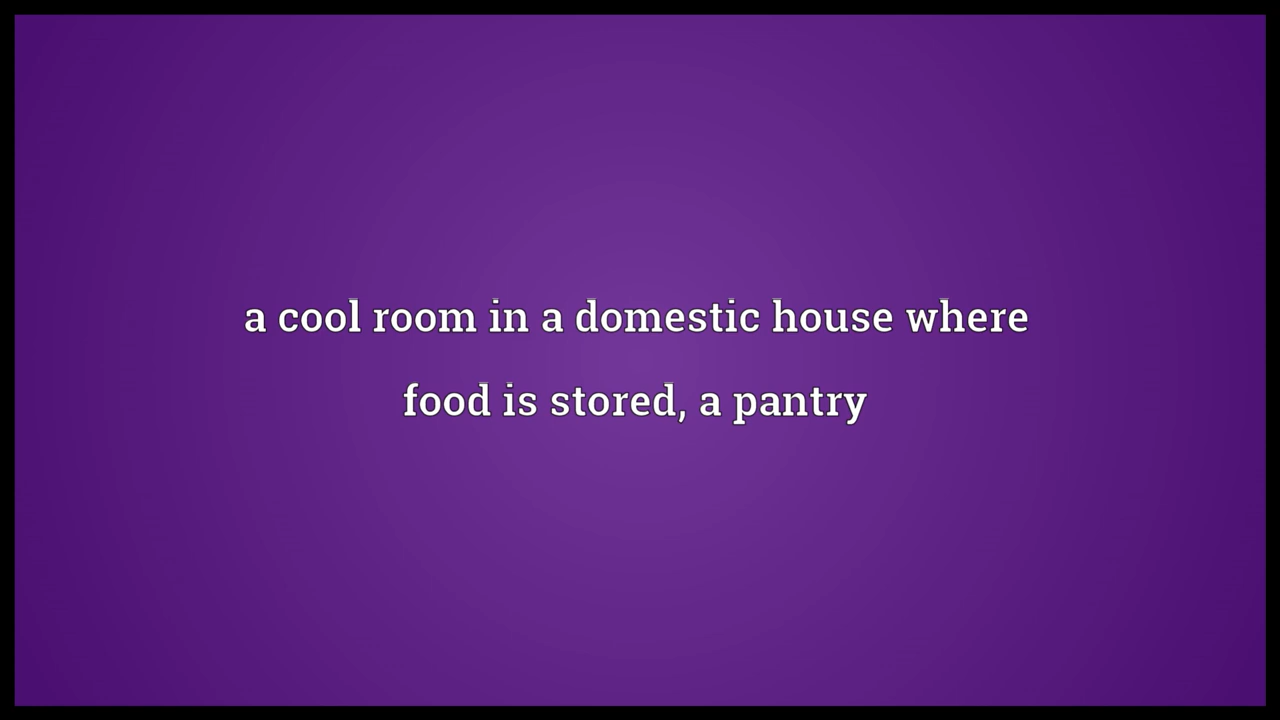 a cool room in a domestic house where
food is stored, a pantry